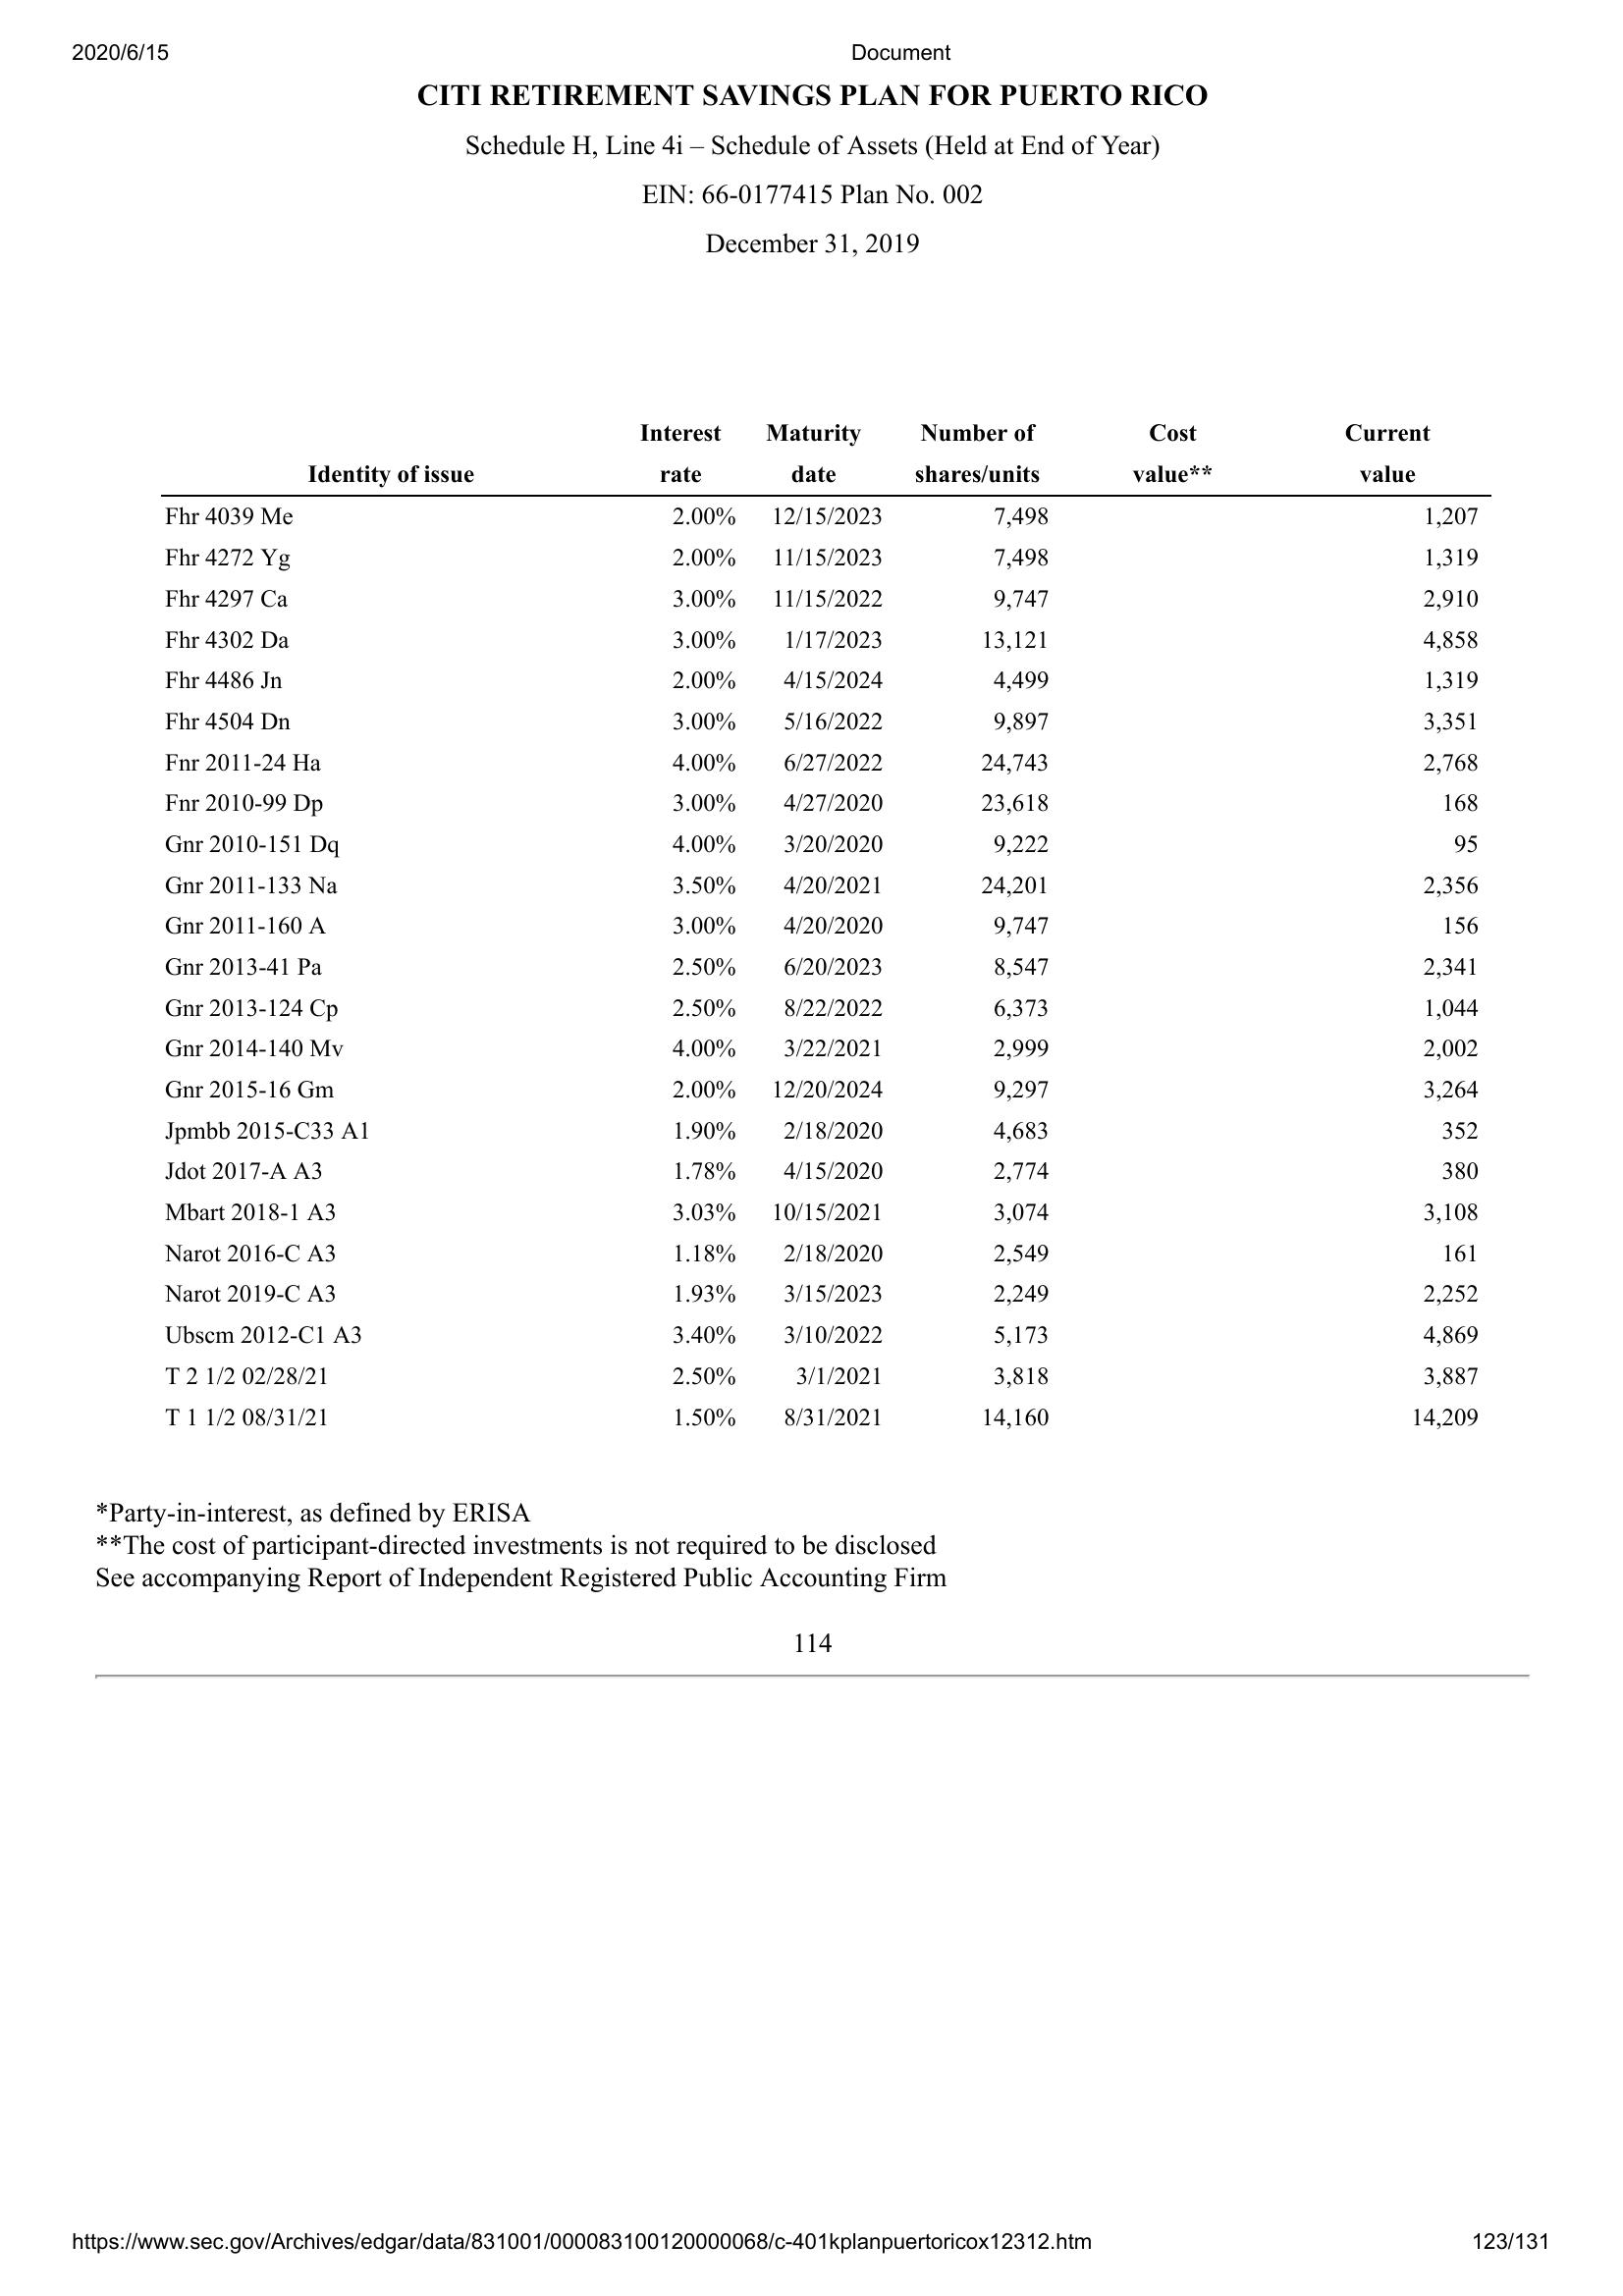 2020/6/15 Document
CITI RETIREMENT SAVINGS PLAN FOR PUERTO RICO
Schedule H, Line 4i – Schedule of Assets (Held at End of Year)
EIN: 66-0177415 Plan No. 002
December 31, 2019
Interest Maturity Number of Cost Current
Identity of issue rate date shares/units value** value
Fhr 4039 Me 2.00% 12/15/2023 7,498 1,207
Fhr 4272 Yg 2.00% 11/15/2023 7,498 1,319
Fhr 4297 Ca 3.00% 11/15/2022 9,747 2,910
Fhr 4302 Da 3.00% 1/17/2023 13,121 4,858
Fhr 4486 Jn 2.00% 4/15/2024 4,499 1,319
Fhr 4504 Dn 3.00% 5/16/2022 9,897 3,351
Fnr 2011-24 Ha 4.00% 6/27/2022 24,743 2,768
Fnr 2010-99 Dp 3.00% 4/27/2020 23,618 168
Gnr 2010-151 Dq 4.00% 3/20/2020 9,222 95
Gnr 2011-133 Na 3.50% 4/20/2021 24,201 2,356
Gnr 2011-160 A 3.00% 4/20/2020 9,747 156
Gnr 2013-41 Pa 2.50% 6/20/2023 8,547 2,341
Gnr 2013-124 Cp 2.50% 8/22/2022 6,373 1,044
Gnr 2014-140 Mv 4.00% 3/22/2021 2,999 2,002
Gnr 2015-16 Gm 2.00% 12/20/2024 9,297 3,264
Jpmbb 2015-C33 A1 1.90% 2/18/2020 4,683 352
Jdot 2017-A A3 1.78% 4/15/2020 2,774 380
Mbart 2018-1 A3 3.03% 10/15/2021 3,074 3,108
Narot 2016-C A3 1.18% 2/18/2020 2,549 161
Narot 2019-C A3 1.93% 3/15/2023 2,249 2,252
Ubscm 2012-C1 A3 3.40% 3/10/2022 5,173 4,869
T 2 1/2 02/28/21 2.50% 3/1/2021 3,818 3,887
T 1 1/2 08/31/21 1.50% 8/31/2021 14,160 14,209
*Party-in-interest, as defined by ERISA
**The cost of participant-directed investments is not required to be disclosed
See accompanying Report of Independent Registered Public Accounting Firm
114
https://www.sec.gov/Archives/edgar/data/831001/000083100120000068/c-401kplanpuertoricox12312.htm 123/131